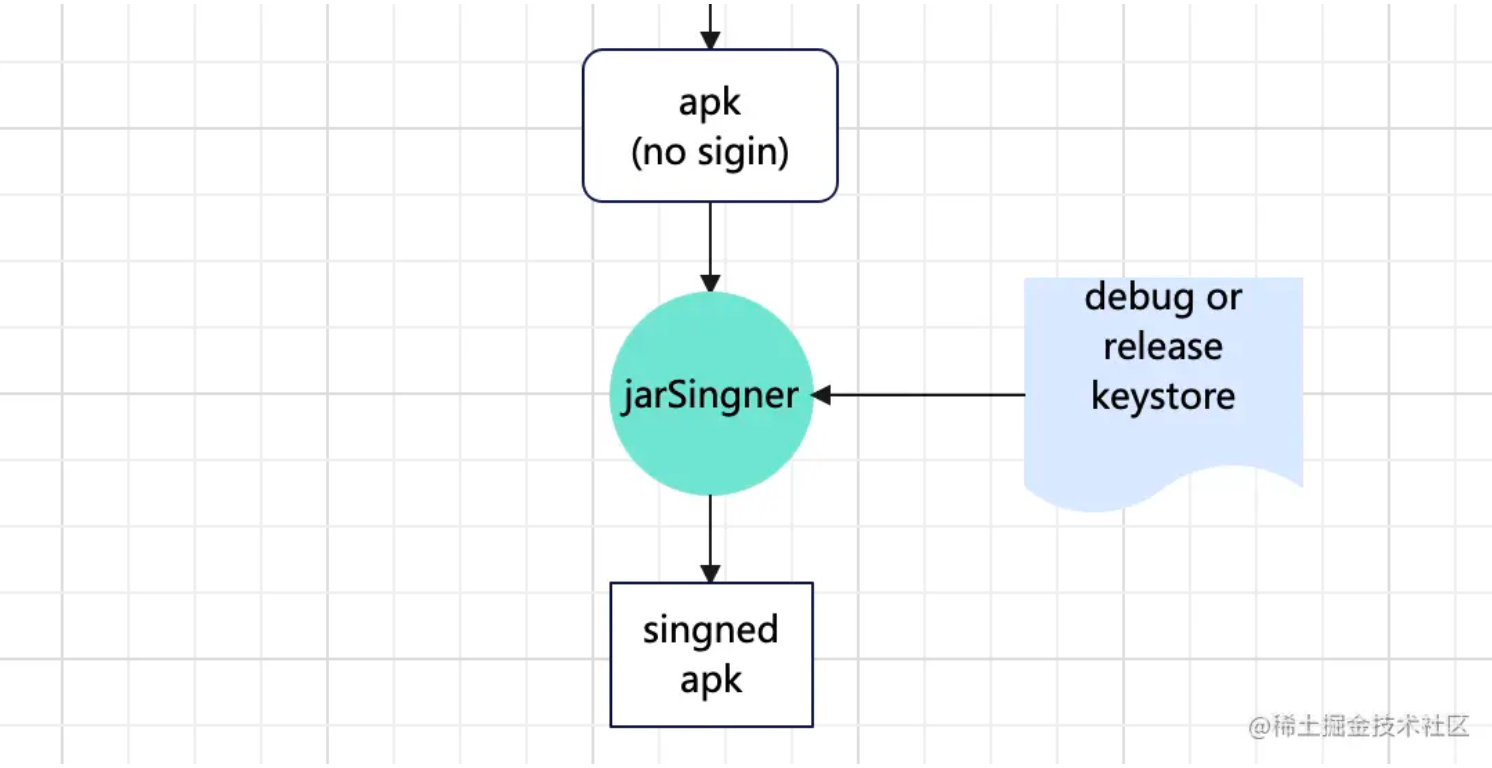 apk
(no sigin)
jarSingner
debug or
release
keystore
singned
apk
@稀土掘金技术社区